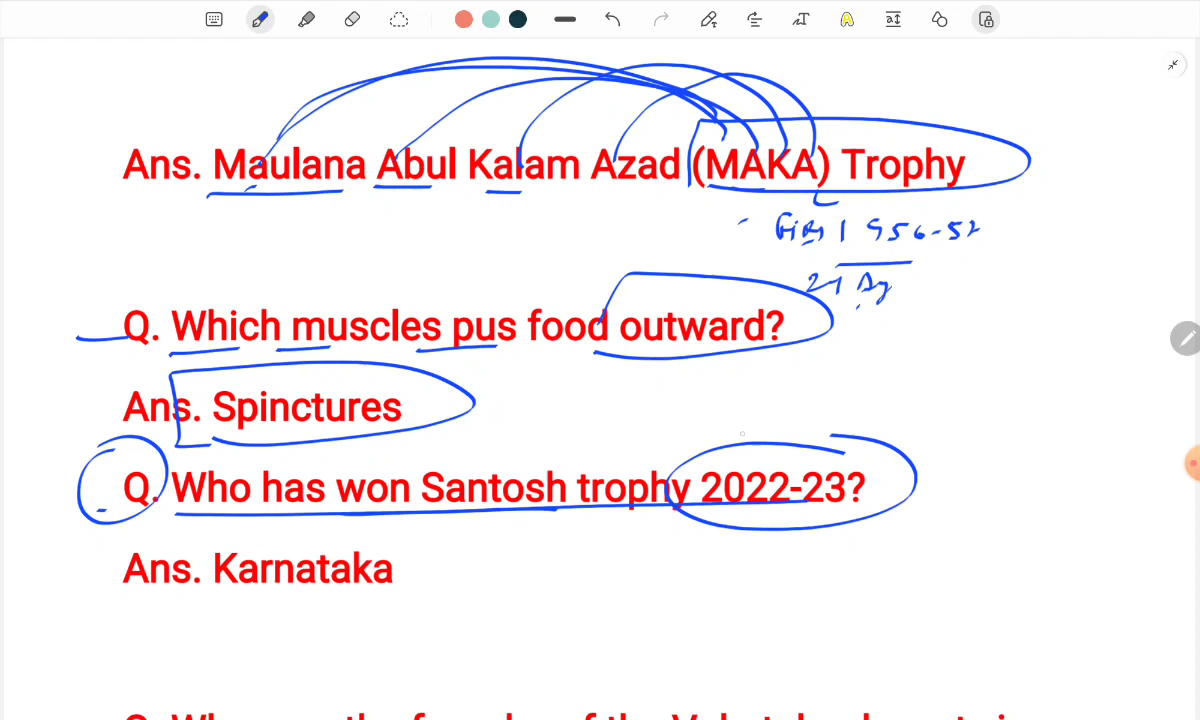 Ans. Maulana Abul Kalam Azad (MAKA) Trophy
1956-57
Q. Which muscles pus food outward?
Ans. Spinctures
Q. Who has won Santosh trophy 2022-23?
Ans. Karnataka